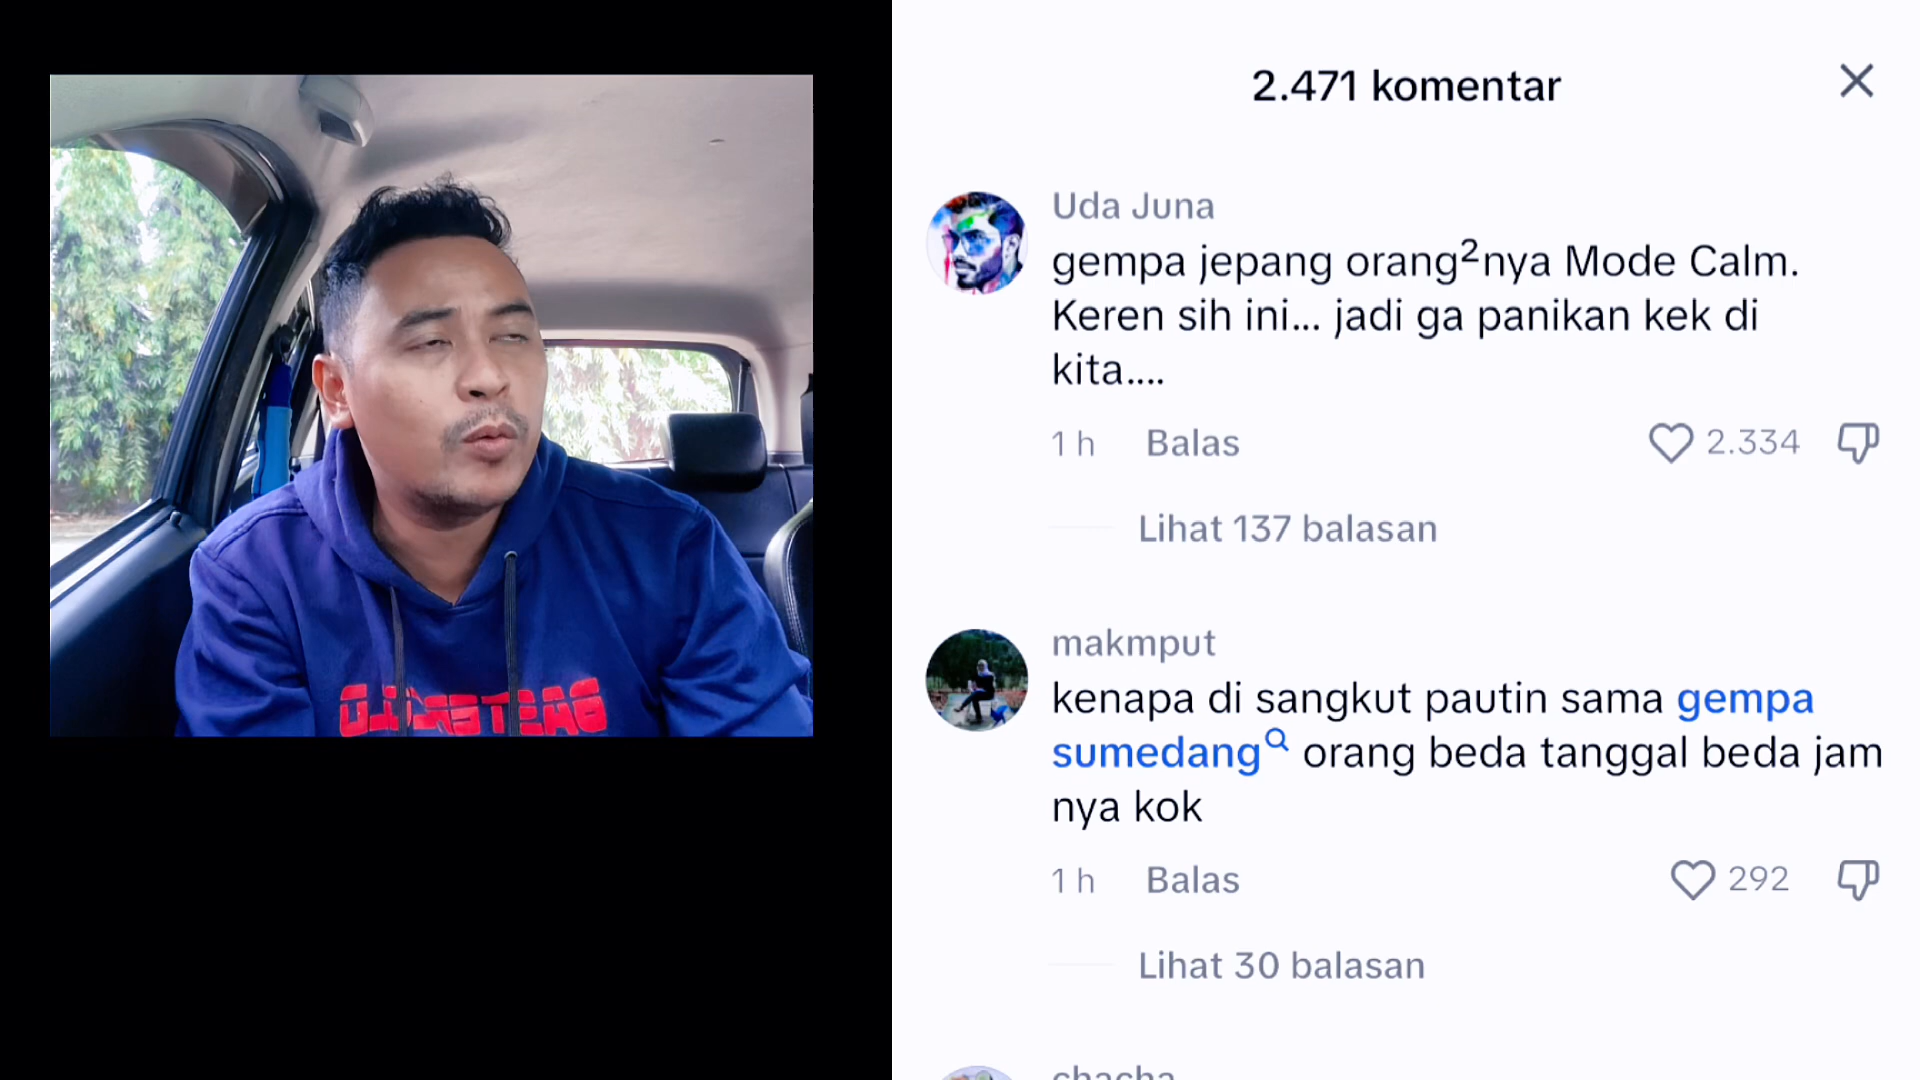 2.471 komentar
Uda Juna
gempa jepang orang²nya Mode Calm.
Keren sih ini... jadi ga panikan kek di
kita....
1 h Balas 2.334
Lihat 137 balasan
makmput
kenapa di sangkut pautin sama gempa
sumedang orang beda tanggal beda jam
nya kok
1 h Balas 292
Lihat 30 balasan
chacha